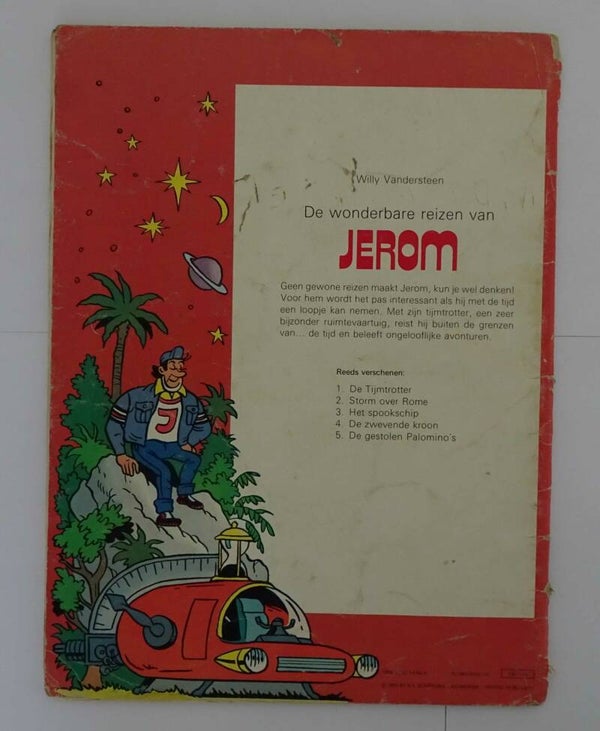 Willy Vandersteen
De wonderbare reizen van
JEROM
Geen gewone reizen maakt Jerom, kun je wel denken!
Voor hem wordt het pas interessant als hij met de tijd
een loopje kan nemen. Met zijn tijmtrotter, een zeer
bijzonder ruimtevaartuig, reist hij buiten de grenzen
van... de tijd en beleeft ongelooflijke avonturen.
Reeds verschenen:
1. De Tijmtrotter
2. Storm over Rome
3. Het spookschip
4. De zwevende kroon
5. De gestolen Palomino's
J